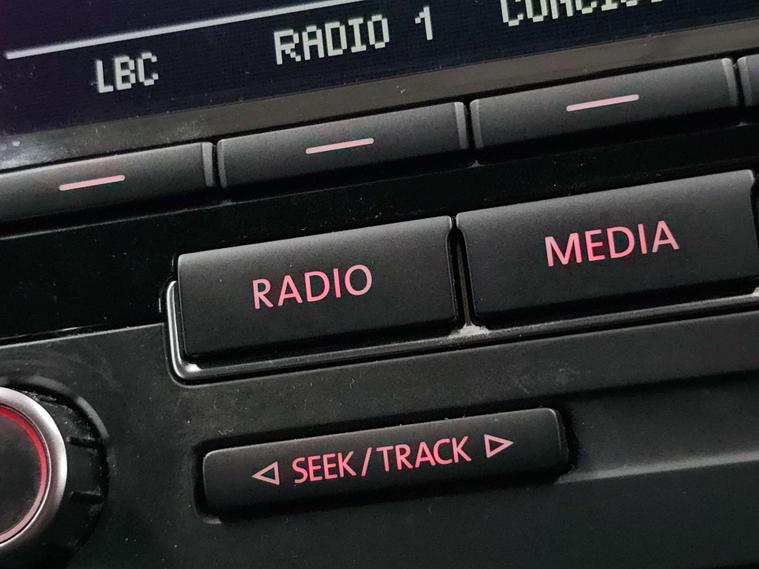 LBC RADIO 1
RADIO MEDIA
SEEK/TRACK